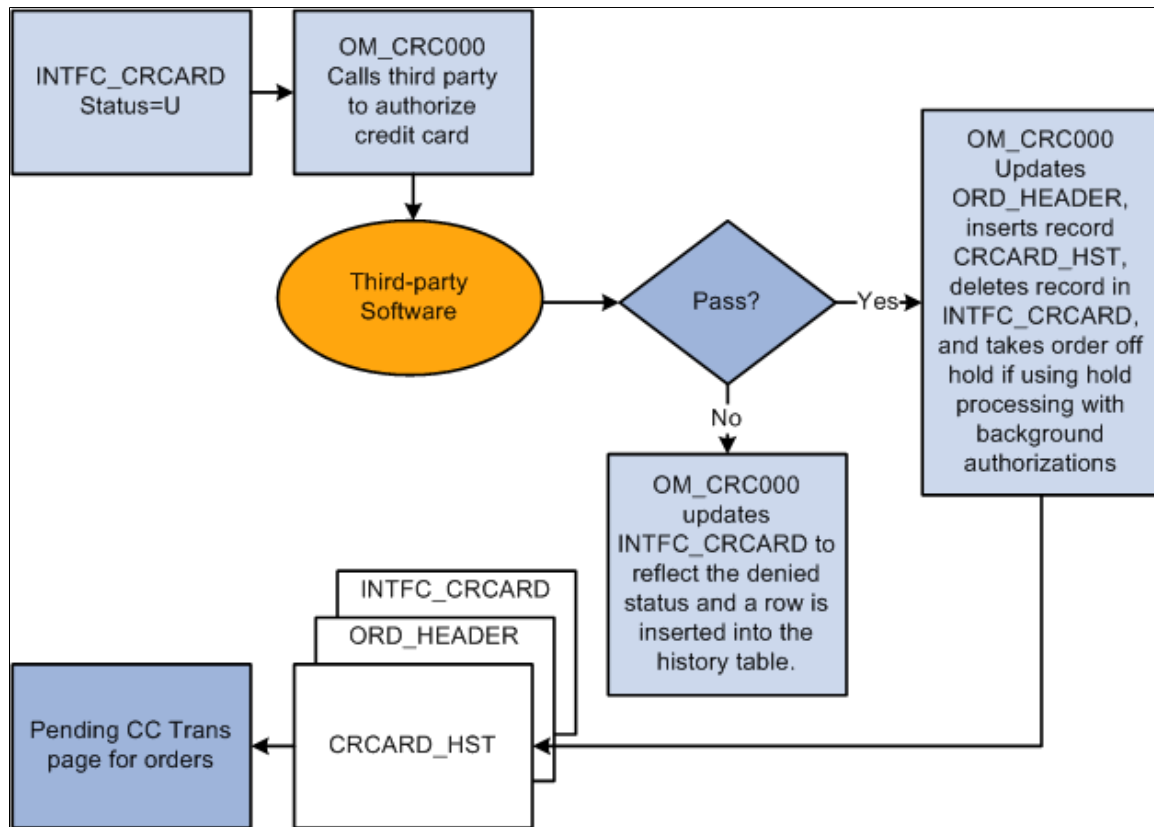 INTFC_CRCARD
Status=U
OM_CRC000
Calls third party
to authorize
credit card
Third-party
Software
Pass?
Yes
No
OM_CRC000
Updates
ORD_HEADER,
inserts record
CRCARD_HST,
deletes record in
INTFC_CRCARD,
and takes order off
hold if using hold
processing with
background
authorizations
OM_CRC000
updates
INTFC_CRCARD to
reflect the denied
status and a row is
inserted into the
history table.
INTFC_CRCARD
ORD_HEADER
CRCARD_HST
Pending CC Trans
page for orders